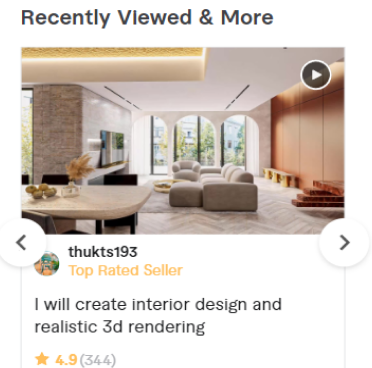 Recently Viewed & More
thukts193
Top Rated Seller
I will create interior design and
realistic 3d rendering
4.9(344)